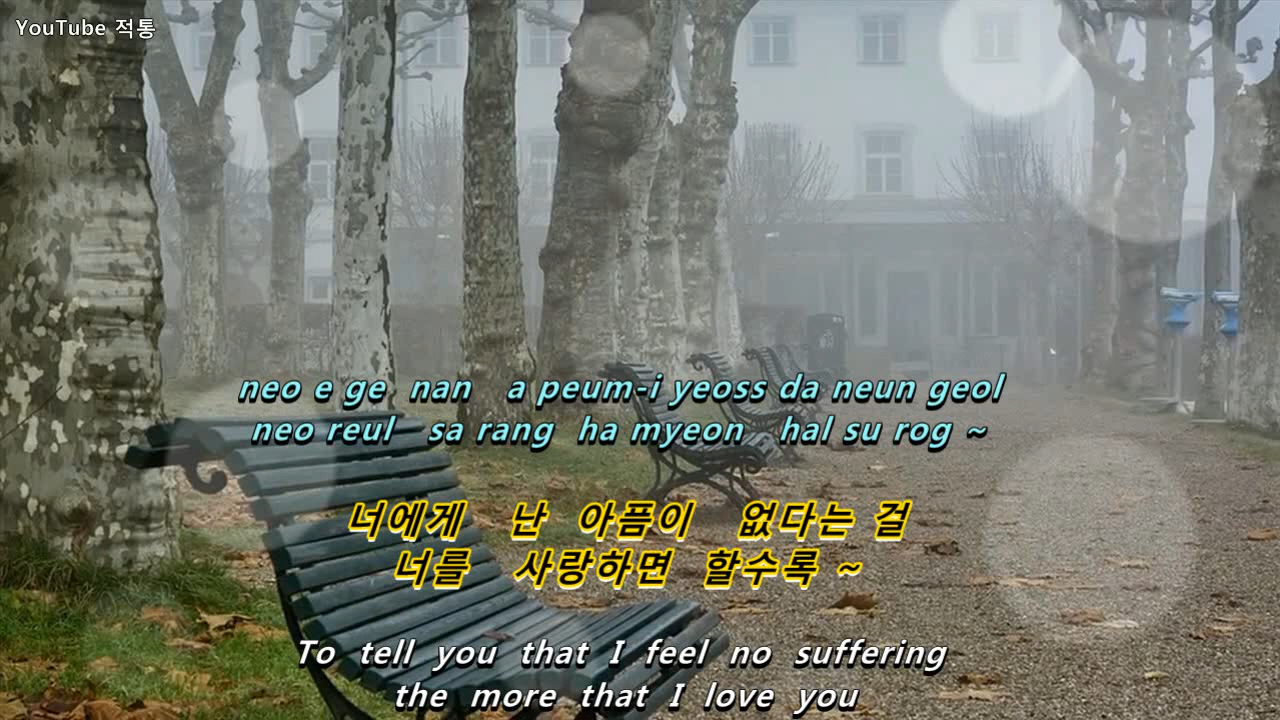 YouTube 적통
neo e ge nan a peum-i yeoss da neun geol
neo reul sa rang ha myeon hal su rog ~
너에게 난 아픔이 없다는 걸
너를 사랑하면 할수록 ~
To tell you that I feel no suffering
the more that I love you